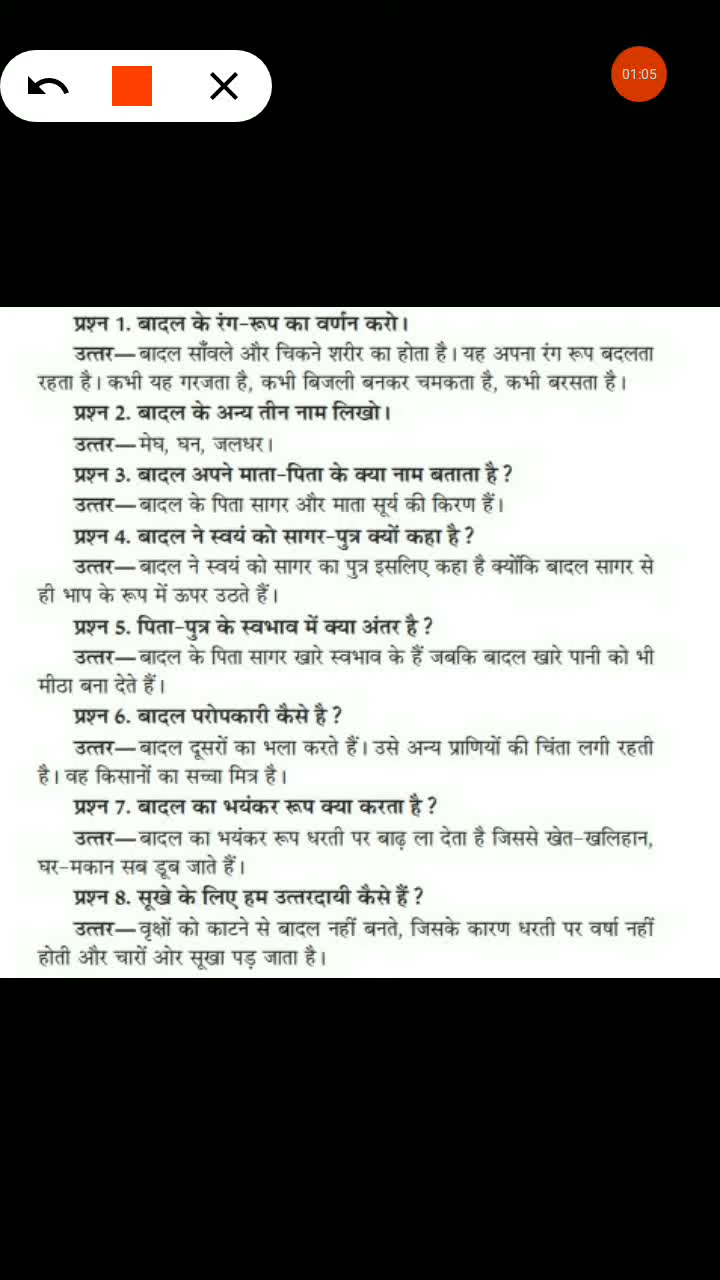 01:05
प्रश्न 1. बादल के रंग-रूप का वर्णन करो।
उत्तर—बादल साँवले और चिकने शरीर का होता है। यह अपना रंग रूप बदलता
रहता है। कभी यह गरजता है, कभी बिजली बनकर चमकता है, कभी बरसता है।
प्रश्न 2. बादल के अन्य तीन नाम लिखो।
उत्तर—मेघ, घन, जलधर।
प्रश्न 3. बादल अपने माता-पिता के क्या नाम बताता है?
उत्तर—बादल के पिता सागर और माता सूर्य की किरण हैं।
प्रश्न 4. बादल ने स्वयं को सागर-पुत्र क्यों कहा है?
उत्तर—बादल ने स्वयं को सागर का पुत्र इसलिए कहा है क्योंकि बादल सागर से
ही भाप के रूप में ऊपर उठते हैं।
प्रश्न 5. पिता-पुत्र के स्वभाव में क्या अंतर है?
उत्तर—बादल के पिता सागर खारे स्वभाव के हैं जबकि बादल खारे पानी को भी
मीठा बना देते हैं।
प्रश्न 6. बादल परोपकारी कैसे है?
उत्तर—बादल दूसरों का भला करते हैं। उसे अन्य प्राणियों की चिंता लगी रहती
है। वह किसानों का सच्चा मित्र है।
प्रश्न 7. बादल का भयंकर रूप क्या करता है?
उत्तर—बादल का भयंकर रूप धरती पर बाढ़ ला देता है जिससे खेत-खलिहान,
घर-मकान सब डूब जाते हैं।
प्रश्न 8. सूखे के लिए हम उत्तरदायी कैसे हैं?
उत्तर—वृक्षों को काटने से बादल नहीं बनते, जिसके कारण धरती पर वर्षा नहीं
होती और चारों ओर सूखा पड़ जाता है।